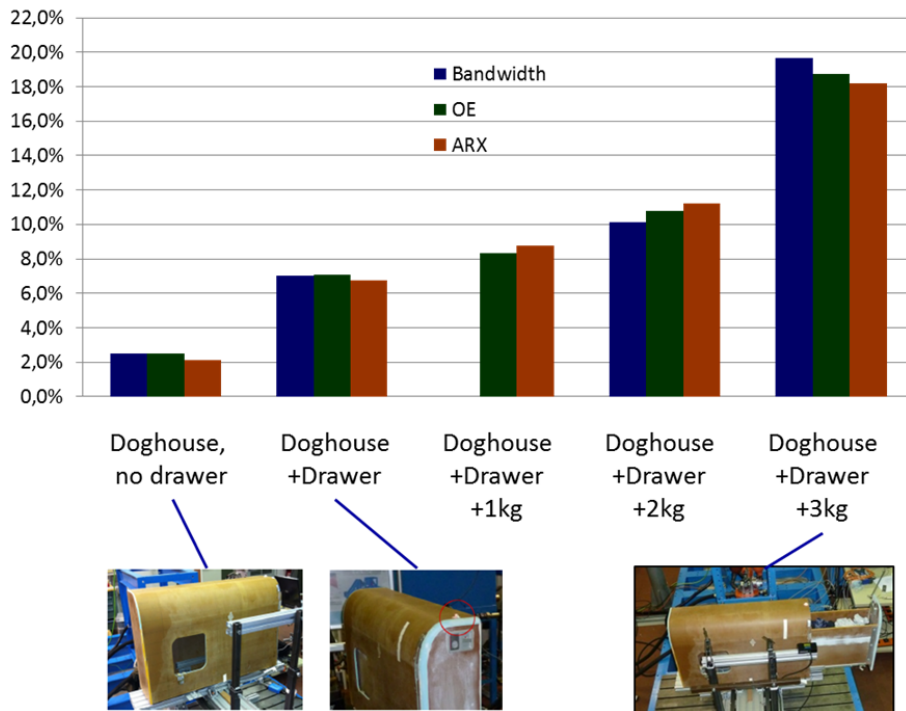 22,0%
20,0%
18,0%
16,0%
14,0%
12,0%
10,0%
8,0%
6,0%
4,0%
2,0%
0,0%
Bandwidth
OE
ARX
Doghouse,
no drawer
Doghouse
+Drawer
Doghouse
+Drawer
+1kg
Doghouse
+Drawer
+2kg
Doghouse
+Drawer
+3kg